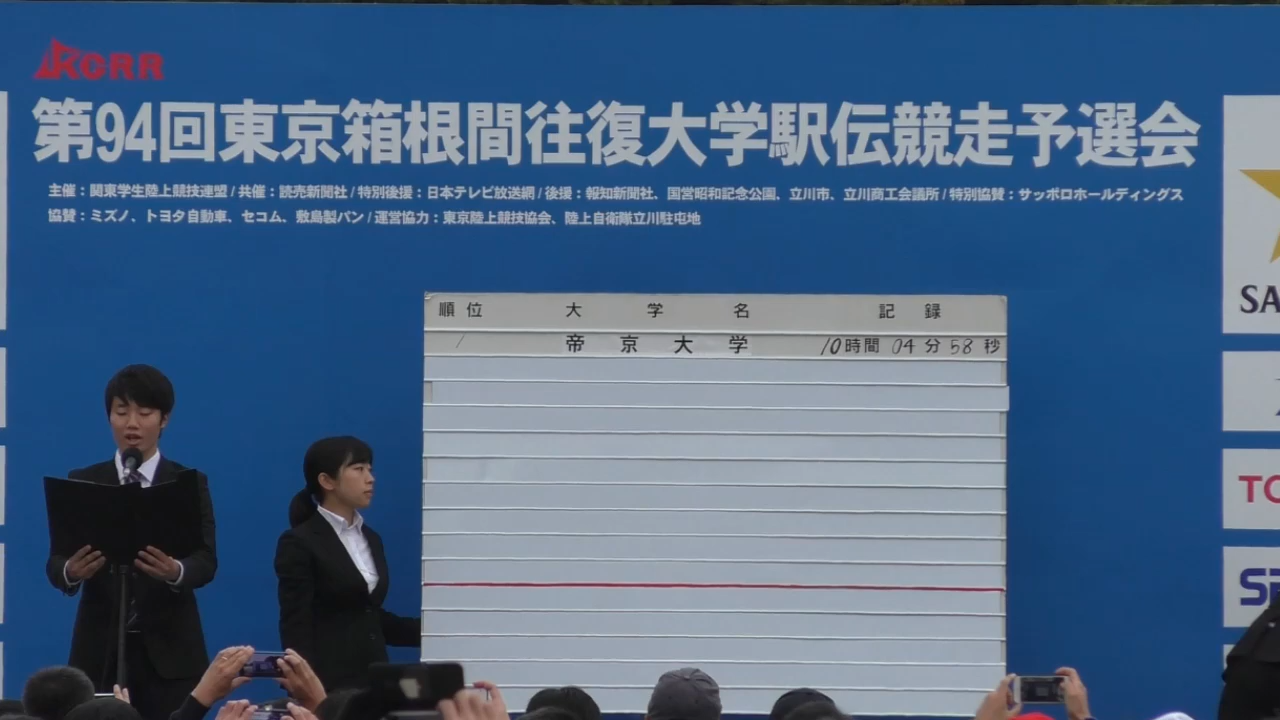 KCRR
第94回東京箱根間往復大学駅伝競走予選会
主催：関東学生陸上競技連盟 / 共催：読売新聞社 / 特別後援：日本テレビ放送網 / 後援：報知新聞社、国営昭和記念公園、立川市、立川商工会議所 / 特別協賛：サッポロホールディングス
協賛：ミズノ、トヨタ自動車、セコム、敷島製パン / 運営協力：東京陸上競技協会、陸上自衛隊立川駐屯地
SA
順位 大学名 記録
1 帝京大学 10時間04分58秒
TO
SE